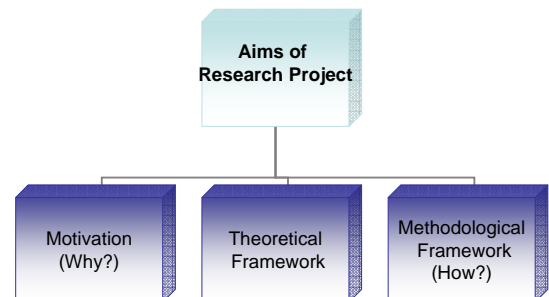 Aims of
Research Project
Motivation
(Why?)
Theoretical
Framework
Methodological
Framework
(How?)